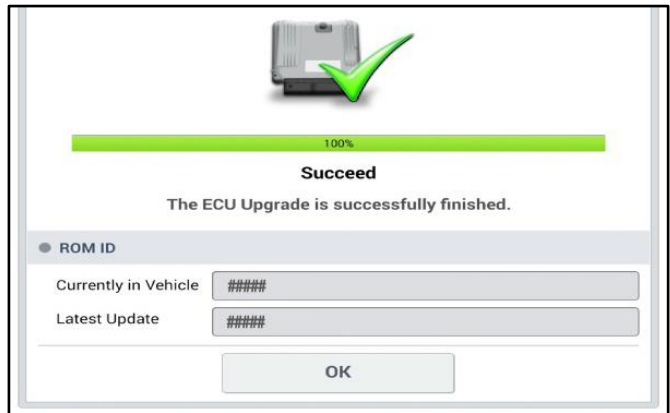 100%
Succeed
The ECU Upgrade is successfully finished.
ROM ID
Currently in Vehicle #####
Latest Update #####
OK